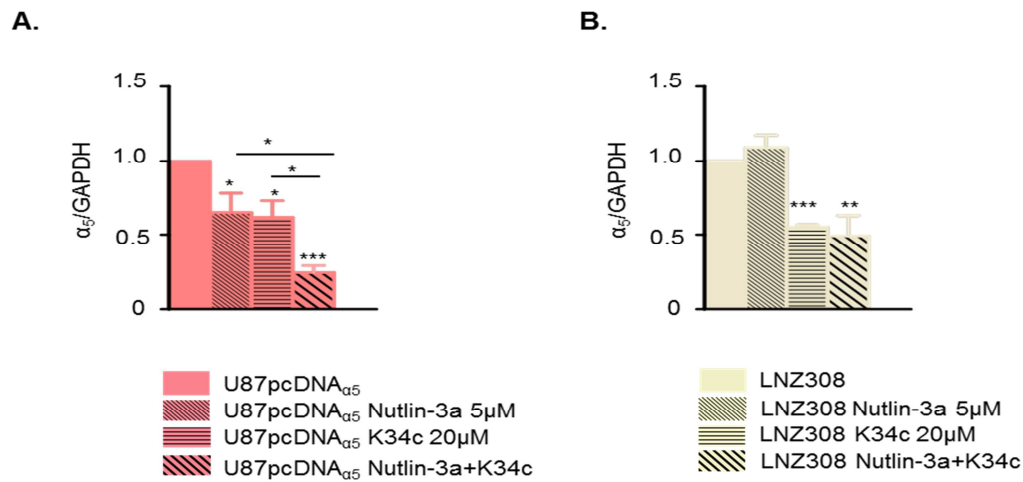 A.
1.5
1.0
0.5
0
α5/GAPDH
*
*
*
*
***
U87pcDNAα5
U87pcDNAα5 Nutlin-3a 5µM
U87pcDNAα5 K34c 20µM
U87pcDNAα5 Nutlin-3a+K34c
B.
1.5
1.0
0.5
0
α5/GAPDH
***
**
LNZ308
LNZ308 Nutlin-3a 5µM
LNZ308 K34c 20µM
LNZ308 Nutlin-3a+K34c